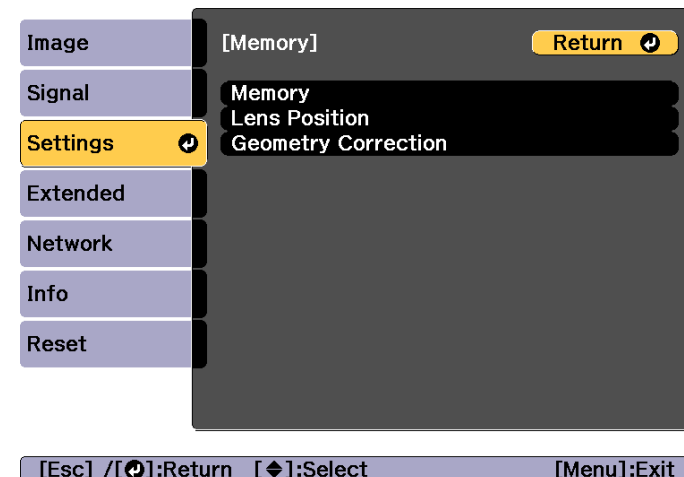 Image
Signal
Settings
Extended
Network
Info
Reset
[Memory]
Return
Memory
Lens Position
Geometry Correction
[Esc] /[⏎]:Return [◆]:Select [Menu]:Exit